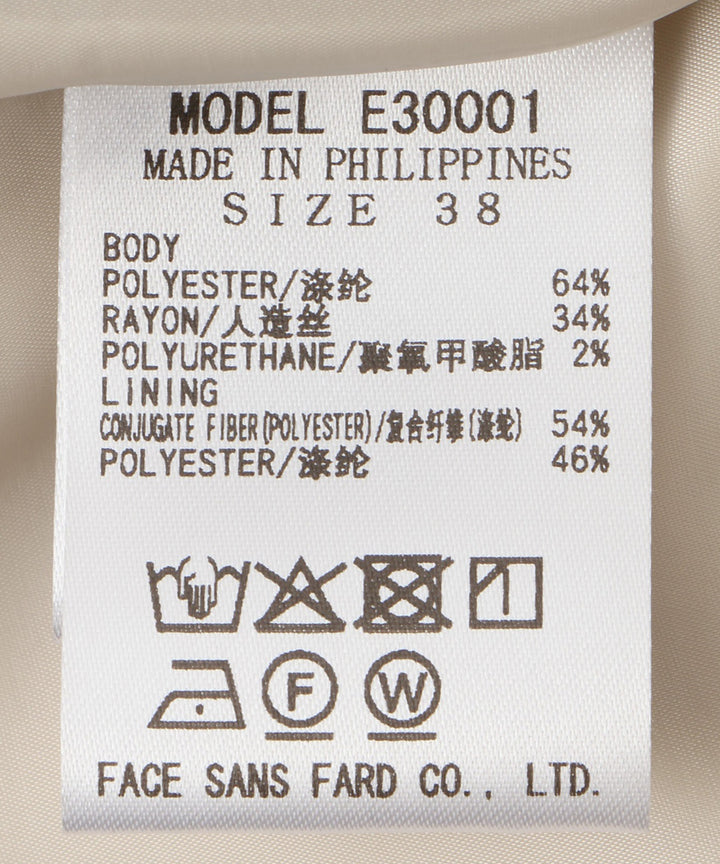 MODEL E30001
MADE IN PHILIPPINES
SIZE 38
BODY
POLYESTER/涤纶 64%
RAYON/人造丝 34%
POLYURETHANE/聚氧甲酸脂 2%
LINING
CONJUGATE FIBER(POLYESTER)/复合纤维(涤纶) 54%
POLYESTER/涤纶 46%
F W
FACE SANS FARD CO., LTD.